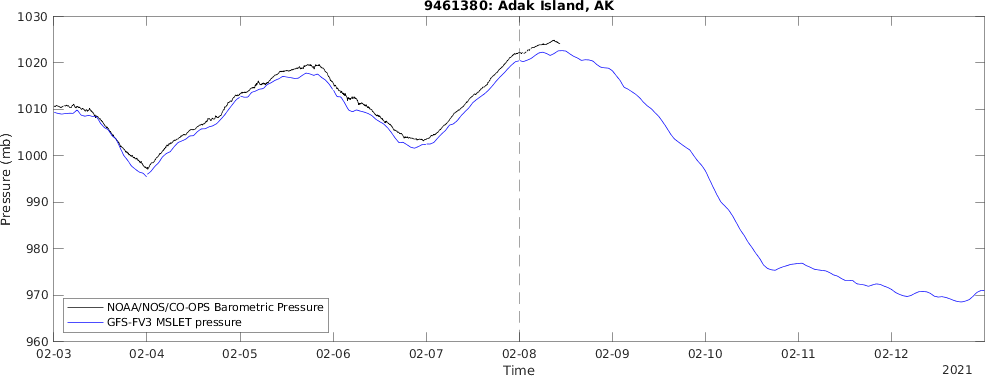 9461380: Adak Island, AK
1030
1020
1010
1000
990
980
970
960
Pressure (mb)
NOAA/NOS/CO-OPS Barometric Pressure
GFS-FV3 MSLET pressure
02-03 02-04 02-05 02-06 02-07 02-08 02-09 02-10 02-11 02-12
Time
2021